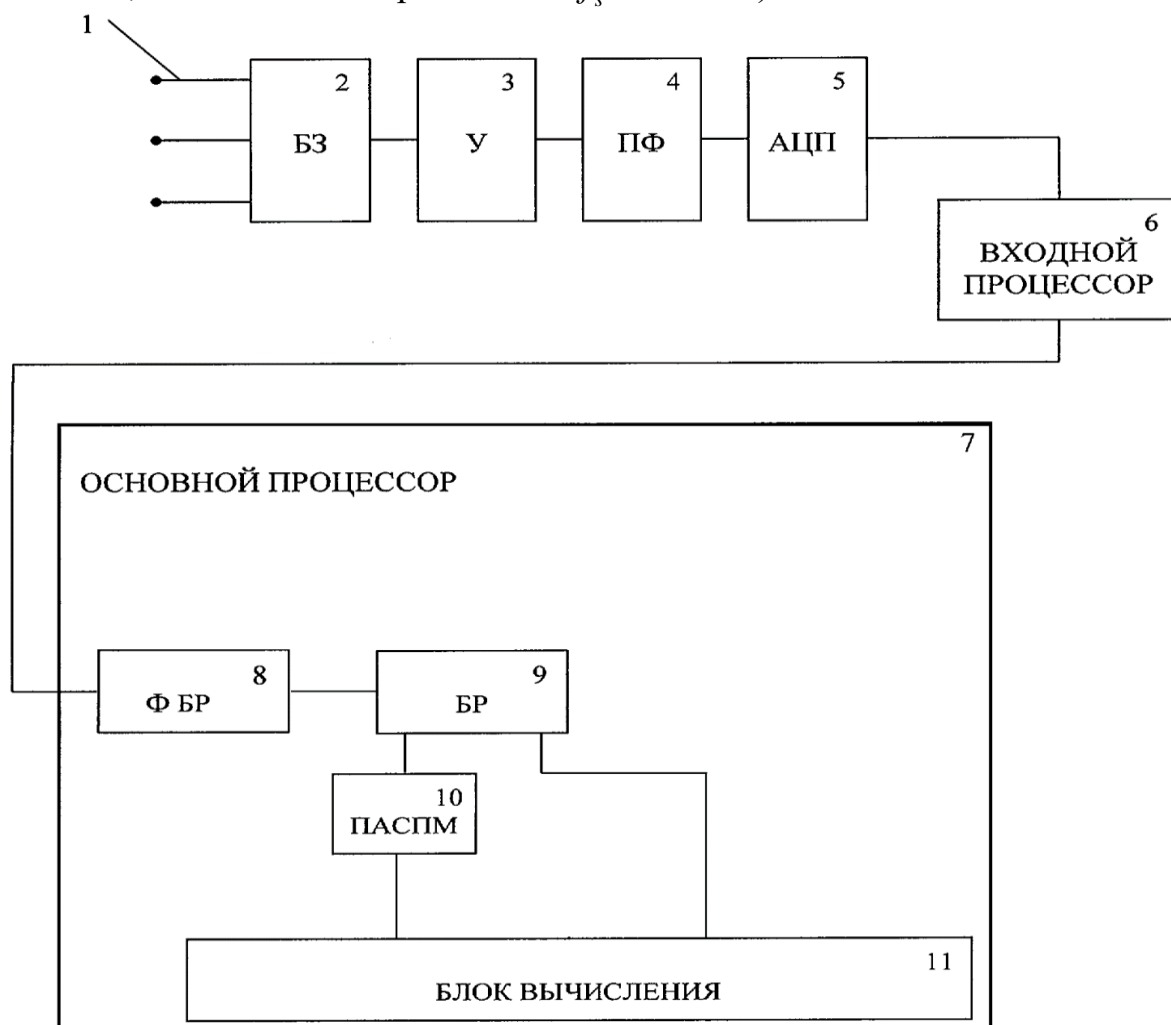 1
2
БЗ
3
У
4
ПФ
5
АЦП
6
ВХОДНОЙ
ПРОЦЕССОР
7
ОСНОВНОЙ ПРОЦЕССОР
8
Ф БР
9
БР
10
ПАСПМ
11
БЛОК ВЫЧИСЛЕНИЯ